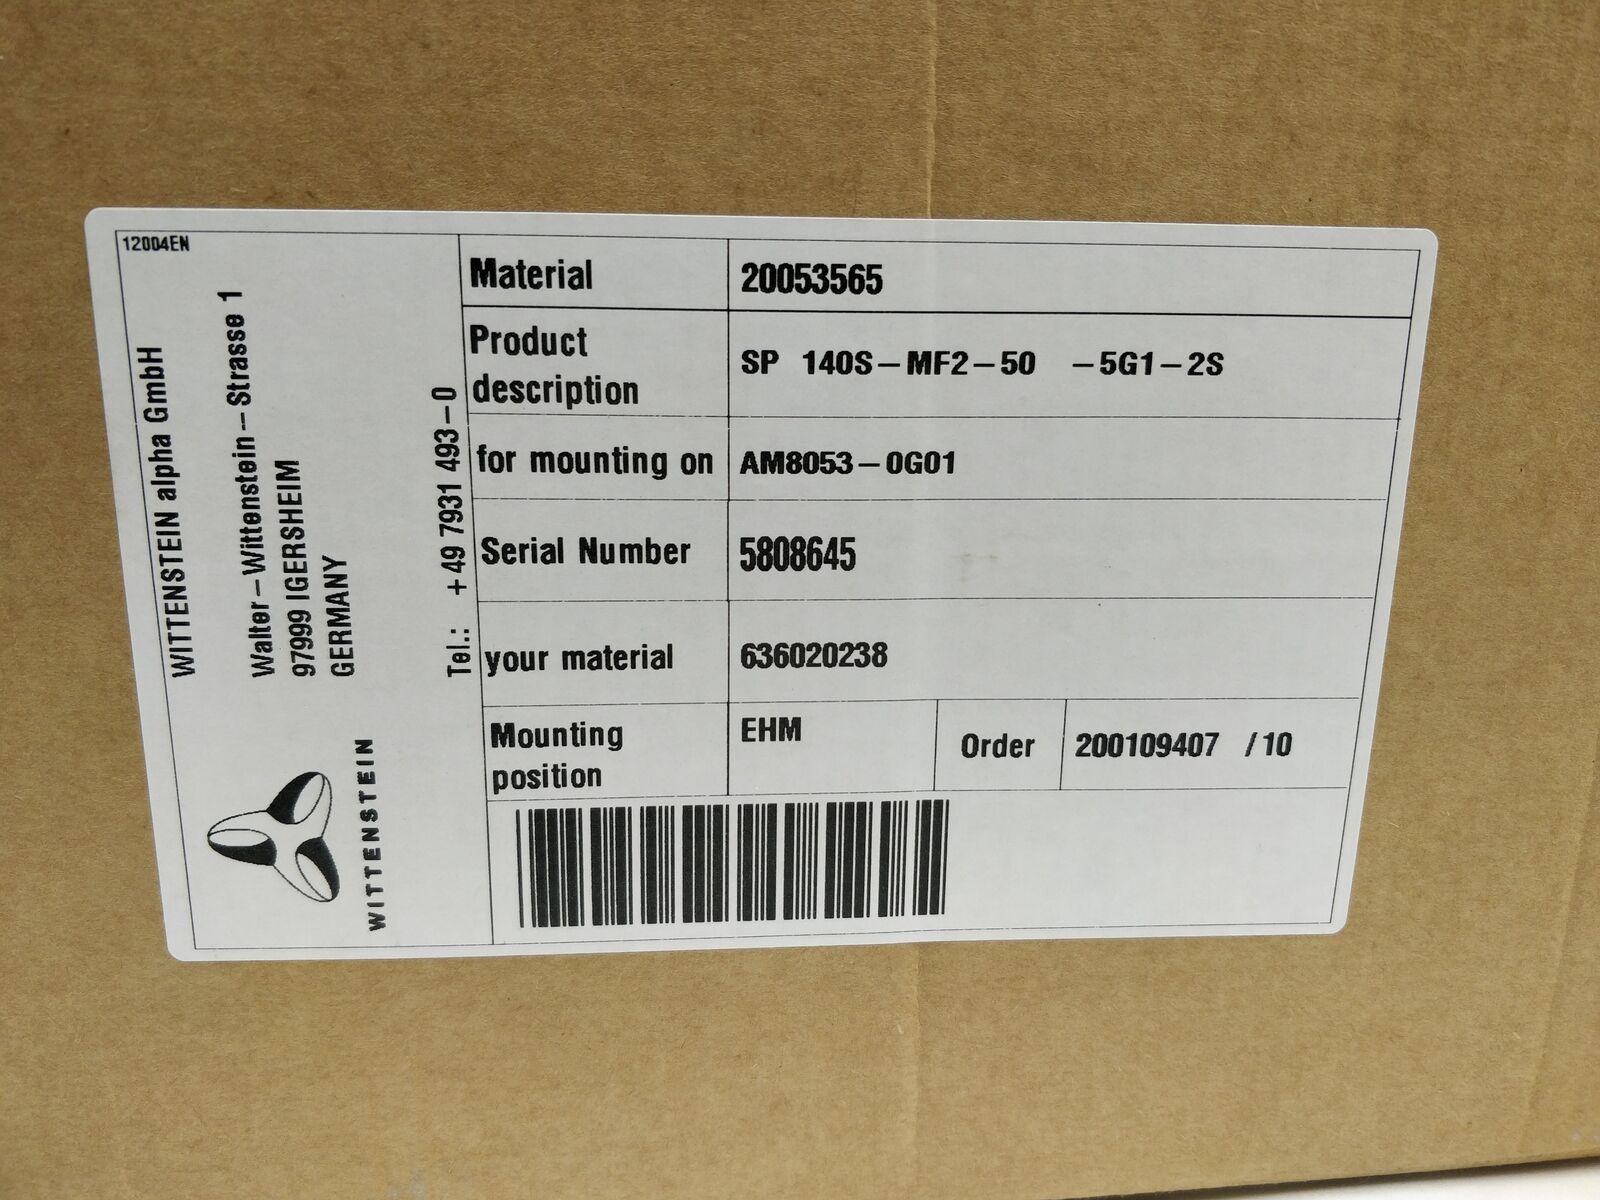 12004EN
WITTENSTEIN alpha GmbH
Walter-Wittenstein-Strasse 1
97999 IGERSHEIM
GERMANY
Tel.: +49 7931 493-0
WITTENSTEIN
Material 20053565
Product description SP 140S-MF2-50 -5G1-2S
for mounting on AM8053-0G01
Serial Number 5808645
your material 636020238
Mounting position EHM Order 200109407 /10